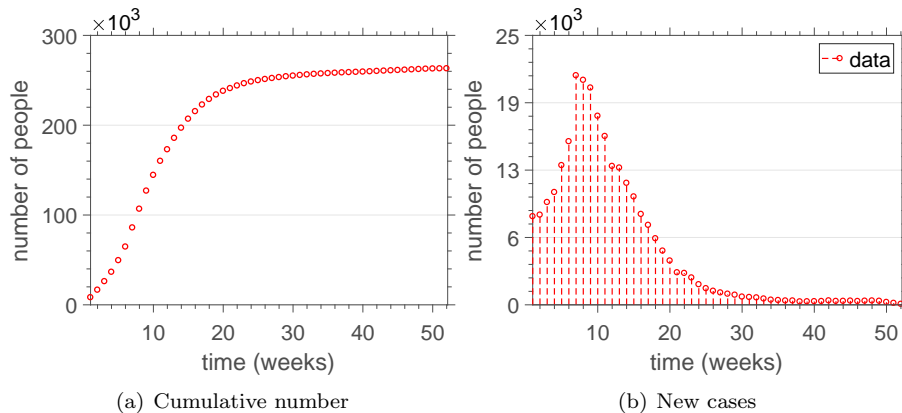 ×10³
300
200
100
0
number of people
10 20 30 40 50
time (weeks)
(a) Cumulative number
×10³
25
19
13
6
0
number of people
data
10 20 30 40 50
time (weeks)
(b) New cases